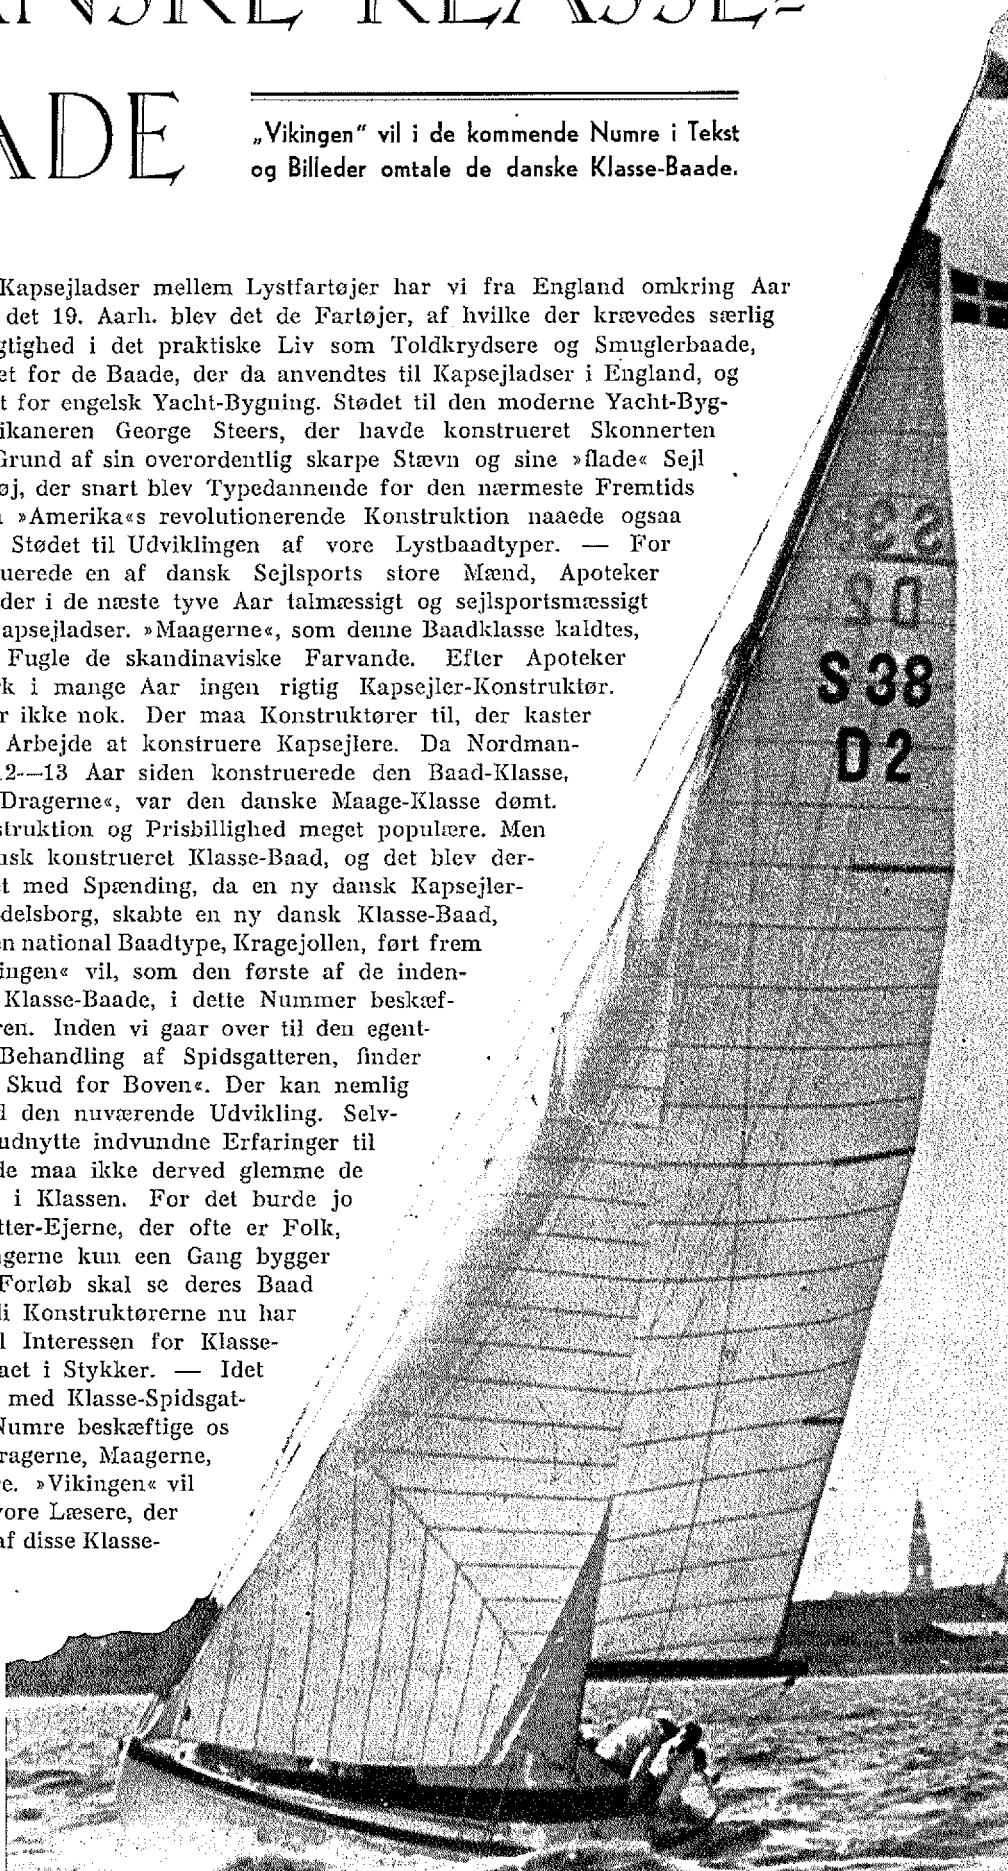 ANSKE KLASSE-
ADE
„Vikingen" vil i de kommende Numre i Tekst
og Billeder omtale de danske Klasse-Baade.
Kapsejladser mellem Lystfartøjer har vi fra England omkring Aar
det 19. Aarh. blev det de Fartøjer, af hvilke der krævedes særlig
gtighed i det praktiske Liv som Toldkrydsere og Smuglerbaade,
et for de Baade, der da anvendtes til Kapsejladser i England, og
t for engelsk Yacht-Bygning. Stødet til den moderne Yacht-Byg-
ikaneren George Steers, der havde konstrueret Skonnerten
Grund af sin overordentlig skarpe Stævn og sine »flade« Sejl
øj, der snart blev Typedannende for den nærmeste Fremtids
»Amerika«s revolutionerende Konstruktion naaede ogsaa
Stødet til Udviklingen af vore Lystbaadtyper. — For
uerede en af dansk Sejlsports store Mænd, Apoteker
der i de næste tyve Aar talmæssigt og sejlsportsmæssigt
apsejladser. »Maagerne«, som denne Baadklasse kaldtes,
Fugle de skandinaviske Farvande. Efter Apoteker
k i mange Aar ingen rigtig Kapsejler-Konstruktør.
r ikke nok. Der maa Konstruktører til, der kaster
Arbejde at konstruere Kapsejlere. Da Nordman-
2—13 Aar siden konstruerede den Baad-Klasse,
Dragerne«, var den danske Maage-Klasse dømt.
struktion og Prisbillighed meget populære. Men
nsk konstrueret Klasse-Baad, og det blev der-
t med Spænding, da en ny dansk Kapsejler-
delsborg, skabte en ny dansk Klasse-Baad,
en national Baadtype, Kragejollen, ført frem
ingen« vil, som den første af de inden-
Klasse-Baade, i dette Nummer beskæf-
ren. Inden vi gaar over til den egent-
Behandling af Spidsgatteren, finder
Skud for Boven«. Der kan nemlig
d den nuværende Udvikling. Selv-
udnytte indvundne Erfaringer til
de maa ikke derved glemme de
i Klassen. For det burde jo
tter-Ejerne, der ofte er Folk,
gerne kun een Gang bygger
Forløb skal se deres Baad
di Konstruktørerne nu har
l Interessen for Klasse-
aet i Stykker. — Idet
med Klasse-Spidsgat-
Numre beskæftige os
ragerne, Maagerne,
e. »Vikingen« vil
vore Læsere, der
af disse Klasse-
S 38
D 2